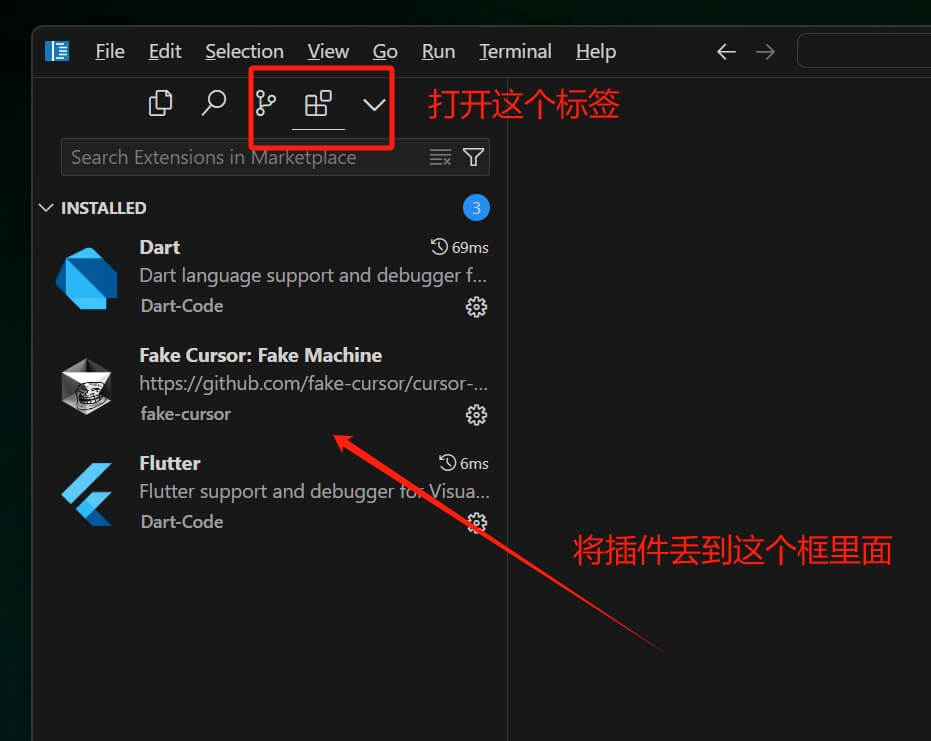 File Edit Selection View Go Run Terminal Help
打开这个标签
Search Extensions in Marketplace
INSTALLED 3
Dart 69ms
Dart language support and debugger f...
Dart-Code
Fake Cursor: Fake Machine
https://github.com/fake-cursor/cursor-...
fake-cursor
Flutter 6ms
Flutter support and debugger for Visua...
Dart-Code
将插件丢到这个框里面